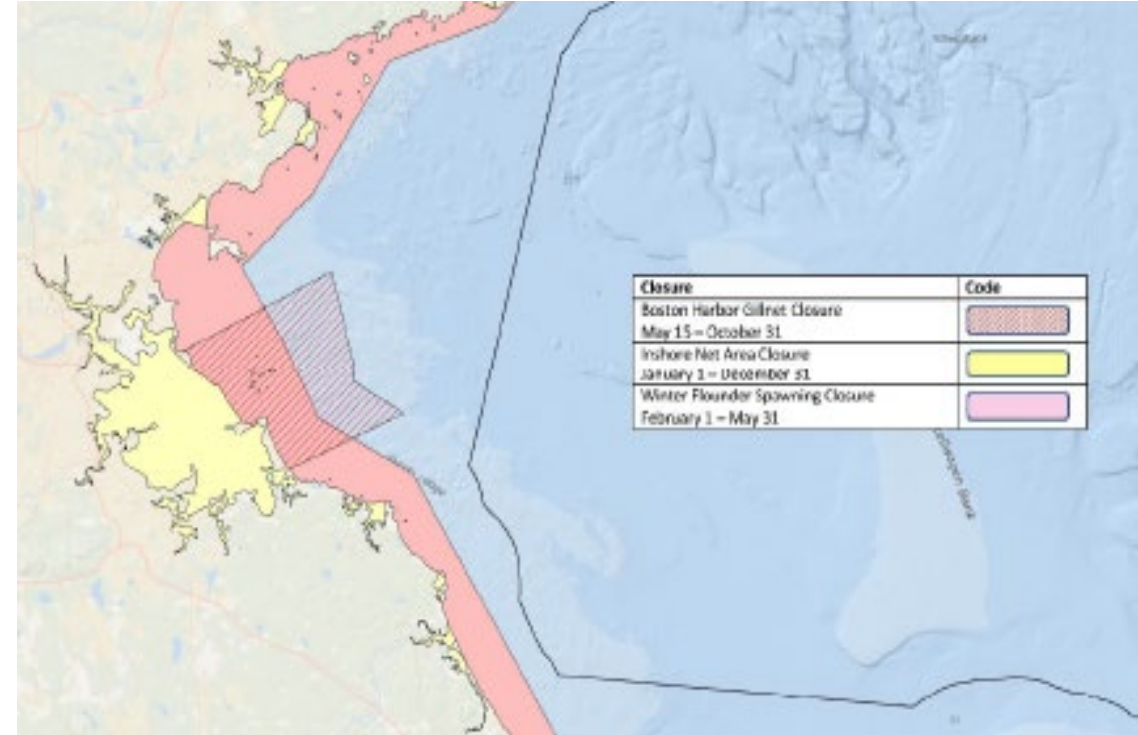 Closure Code
Boston Harbor Gillnet Closure
May 15 – October 31
Inshore Net Area Closure
January 1 – December 31
Winter Flounder Spawning Closure
February 1 – May 31
Bank